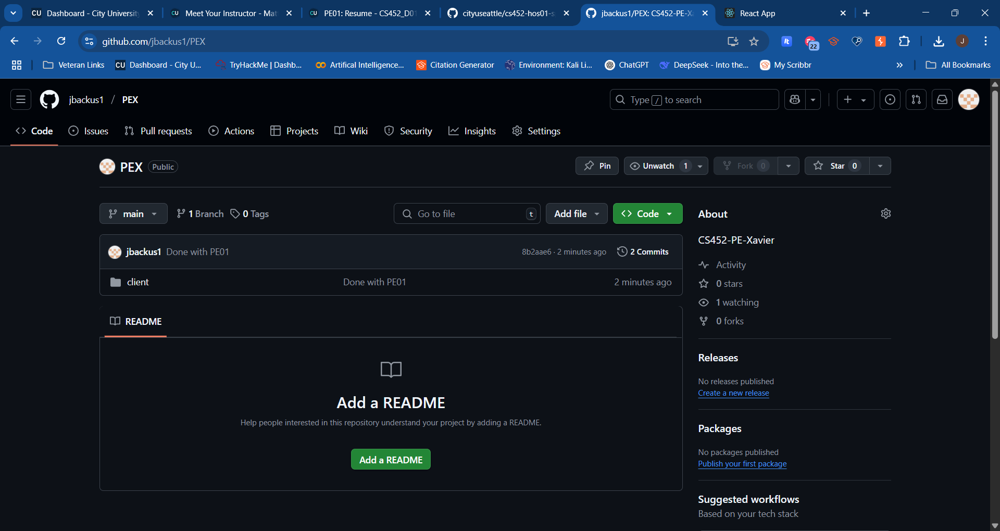 CU Dashboard - City University
CU Meet Your Instructor - Mat
CU PE01: Resume - CS452_D01
cityuseattle/cs452-hos01-s
jbackus1/PEX: CS452-PE-Xa
React App
github.com/jbackus1/PEX
22
J
Veteran Links
CU Dashboard - City U...
TryHackMe | Dashb...
Artifical Intelligence...
Citation Generator
Environment: Kali Li...
ChatGPT
DeepSeek - Into the...
My Scribbr
All Bookmarks
jbackus1 / PEX
Type / to search
Code
Issues
Pull requests
Actions
Projects
Wiki
Security
Insights
Settings
PEX Public
Pin
Unwatch 1
Fork 0
Star 0
main
1 Branch
0 Tags
Go to file t
Add file
Code
jbackus1 Done with PE01
8b2aae6 · 2 minutes ago
2 Commits
client Done with PE01 2 minutes ago
README
Add a README
Help people interested in this repository understand your project by adding a README.
Add a README
About
CS452-PE-Xavier
Activity
0 stars
1 watching
0 forks
Releases
No releases published
Create a new release
Packages
No packages published
Publish your first package
Suggested workflows
Based on your tech stack